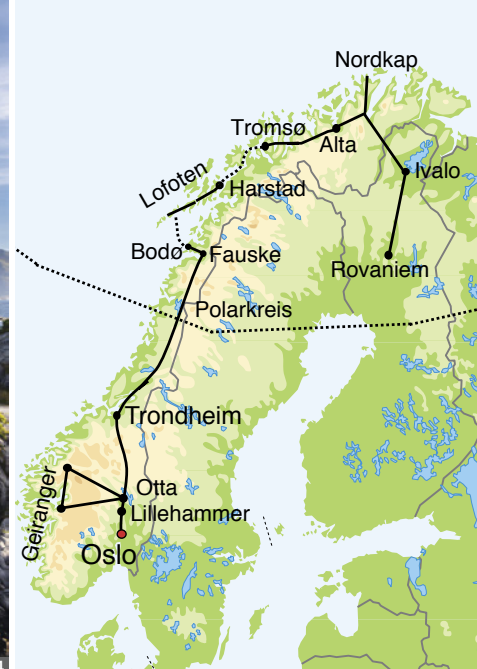 Nordkap
Tromsø
Alta
Ivalo
Lofoten
Harstad
Bodø
Fauske
Rovaniem
Polarkreis
Trondheim
Otta
Geiranger
Lillehammer
Oslo